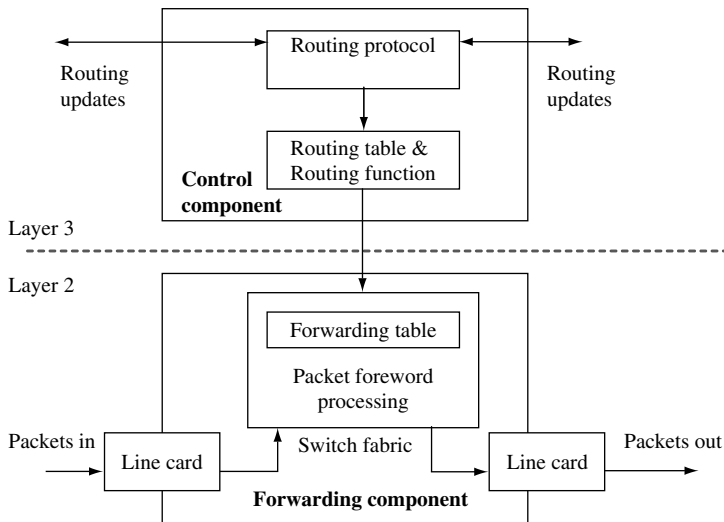 Routing protocol
Routing
updates
Routing
updates
Routing table &
Routing function
Control
component
Layer 3
Layer 2
Forwarding table
Packet foreword
processing
Packets in
Line card
Switch fabric
Line card
Packets out
Forwarding component